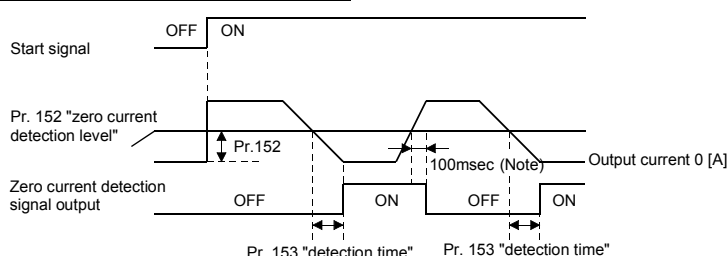 OFF ON
Start signal
Pr. 152 "zero current
detection level"
Pr.152
100msec (Note)
Output current 0 [A]
Zero current detection
signal output
OFF ON OFF ON
Pr. 153 "detection time" Pr. 153 "detection time"